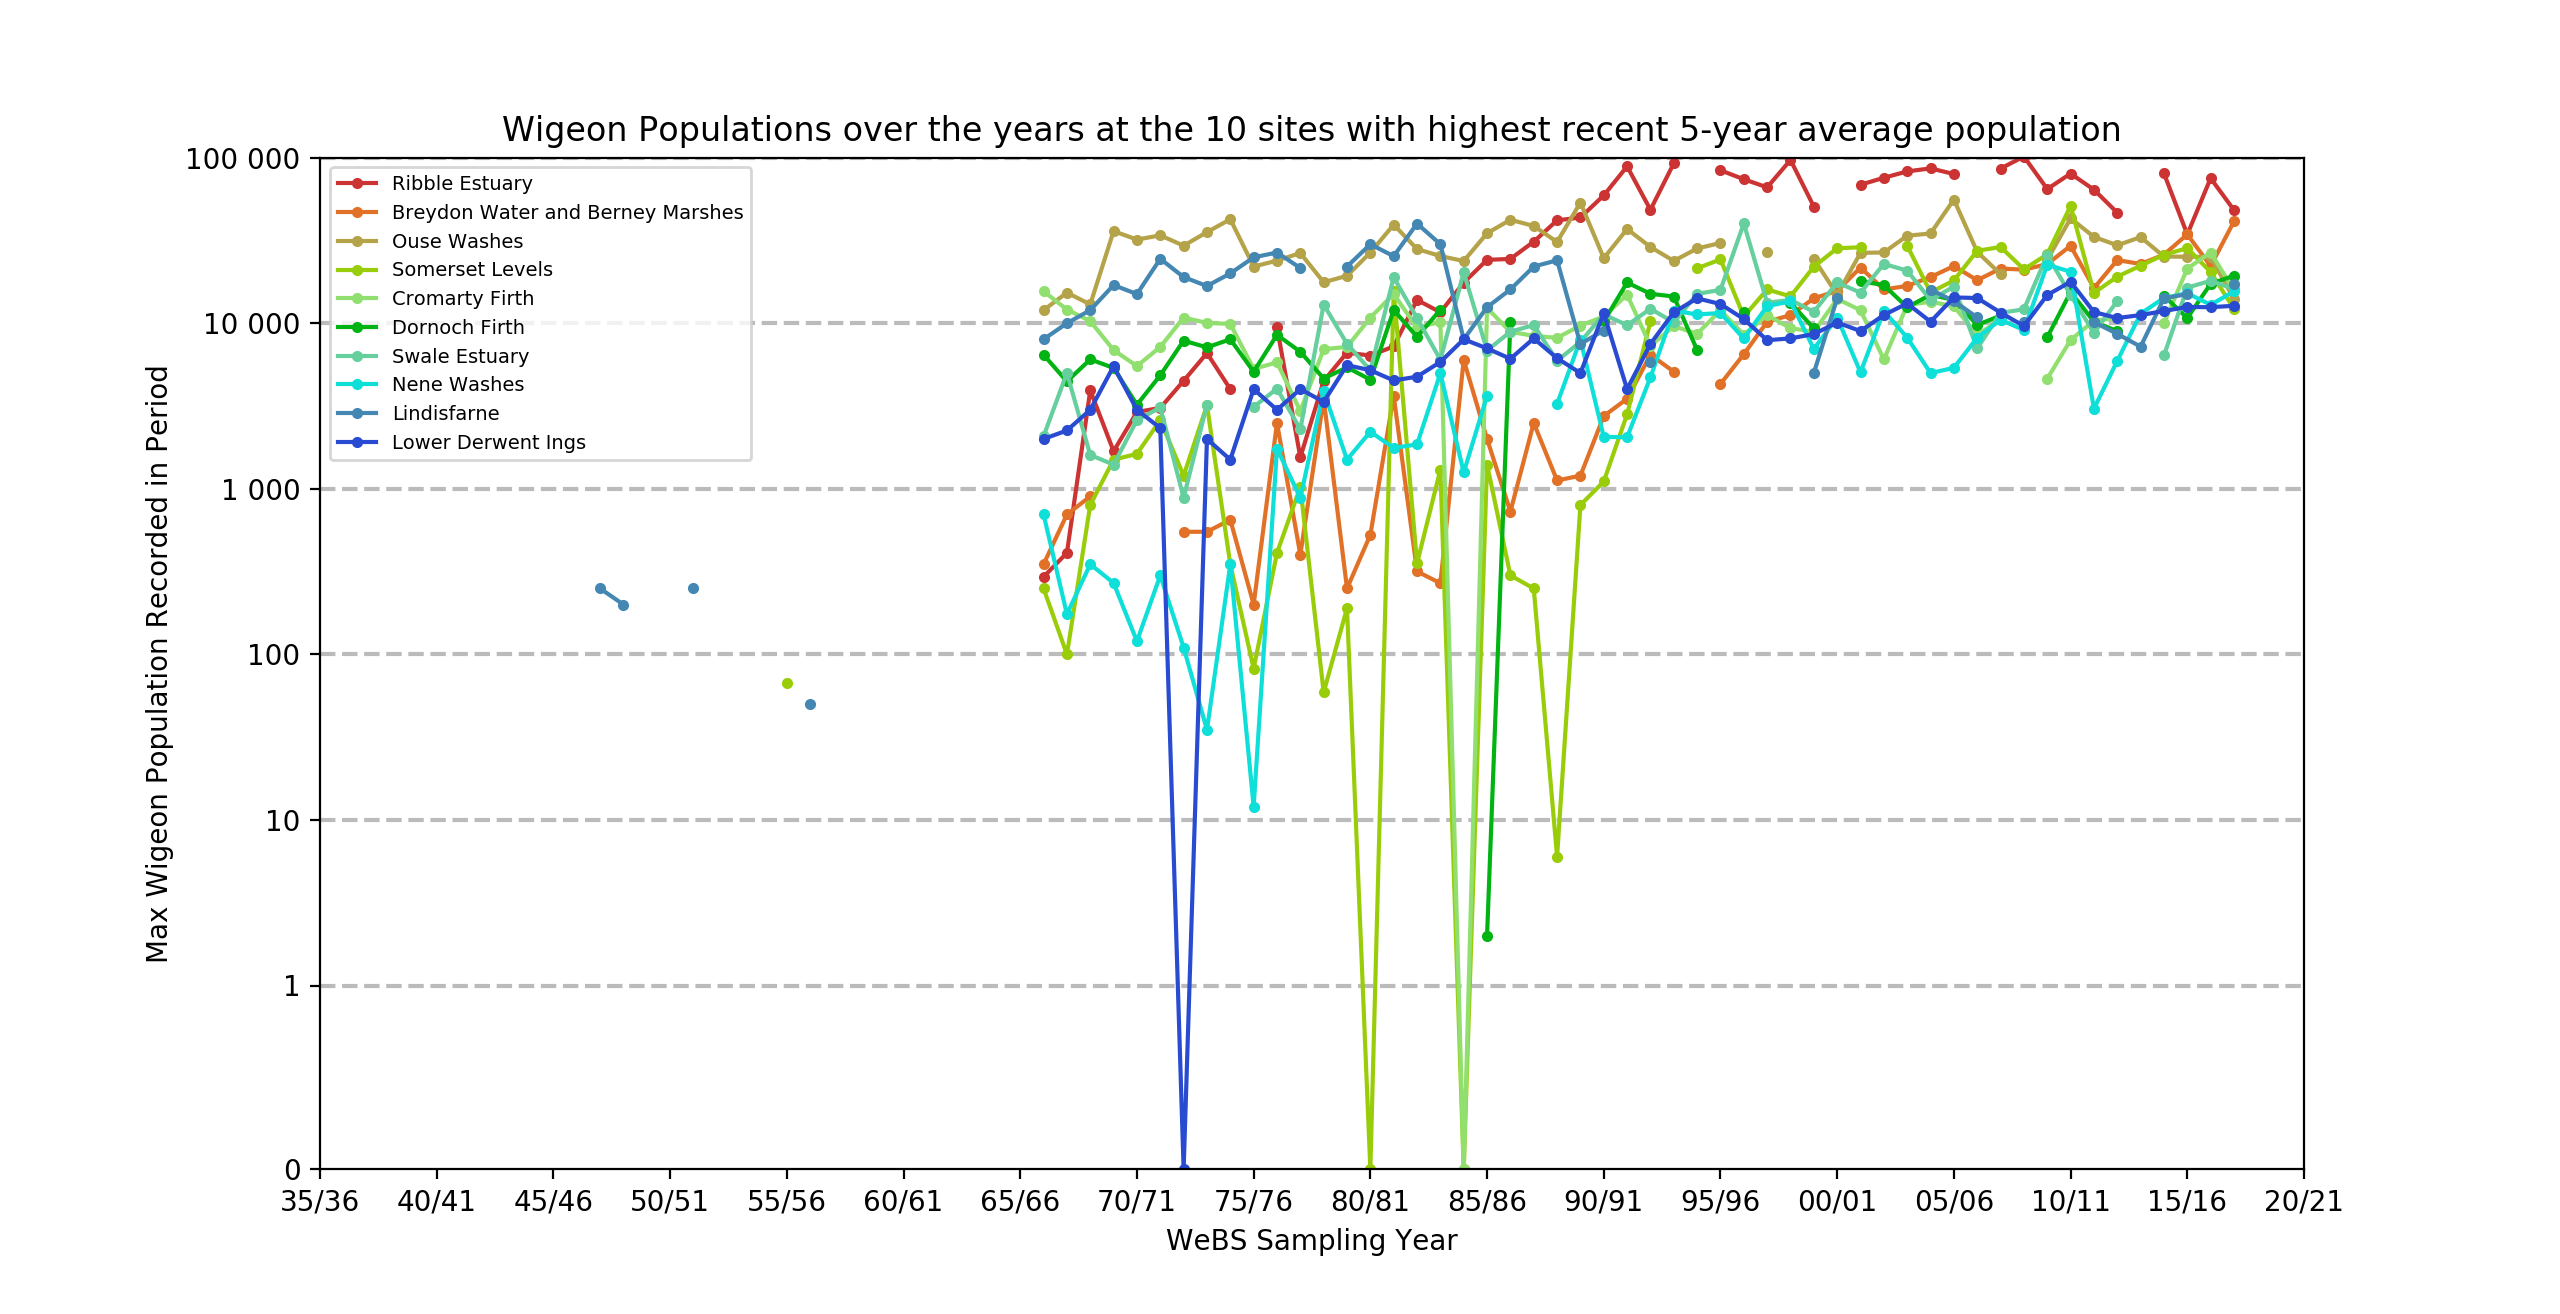 Wigeon Populations over the years at the 10 sites with highest recent 5-year average population
100 000
10 000
1 000
100
10
1
0
Max Wigeon Population Recorded in Period
Ribble Estuary
Breydon Water and Berney Marshes
Ouse Washes
Somerset Levels
Cromarty Firth
Dornoch Firth
Swale Estuary
Nene Washes
Lindisfarne
Lower Derwent Ings
35/36 40/41 45/46 50/51 55/56 60/61 65/66 70/71 75/76 80/81 85/86 90/91 95/96 00/01 05/06 10/11 15/16 20/21
WeBS Sampling Year